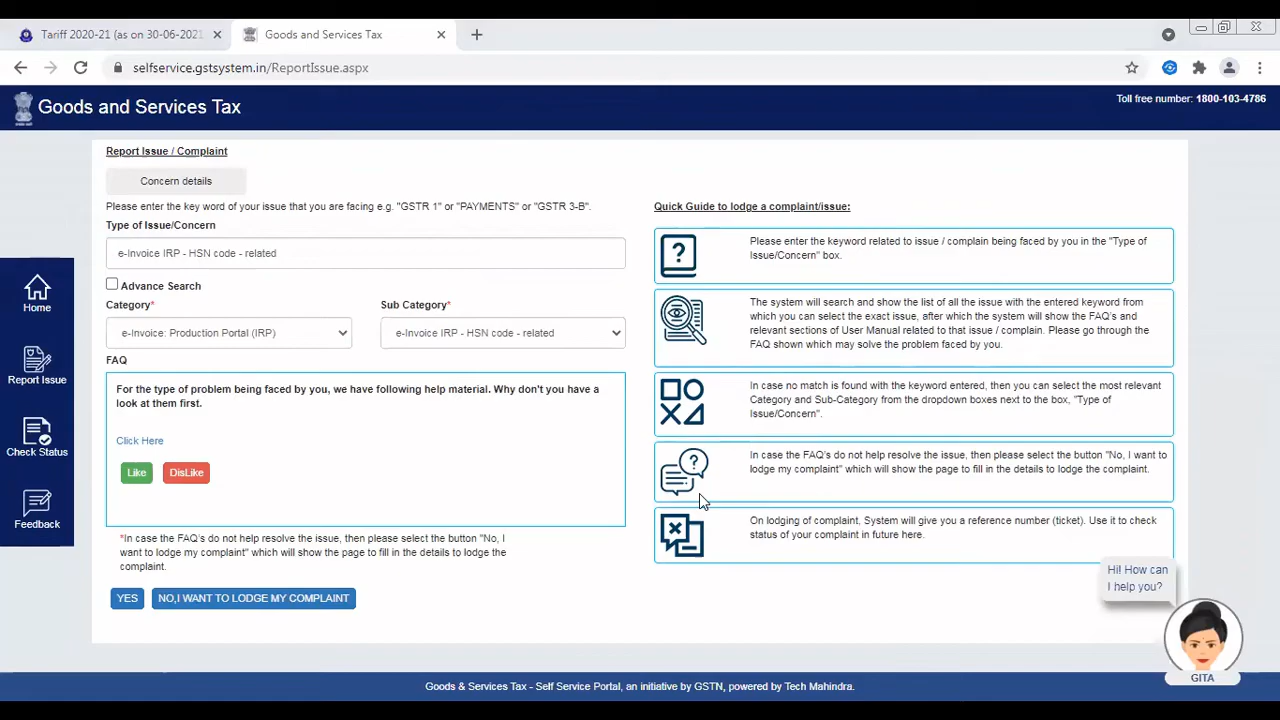 Tariff 2020-21 (as on 30-06-2021
Goods and Services Tax
selfservice.gstsystem.in/ReportIssue.aspx
Goods and Services Tax
Toll free number: 1800-103-4786
Home
Report Issue
Check Status
Feedback
Report Issue / Complaint
Concern details
Please enter the key word of your issue that you are facing e.g. "GSTR 1" or "PAYMENTS" or "GSTR 3-B".
Type of Issue/Concern
e-Invoice IRP - HSN code - related
Advance Search
Category*
Sub Category*
e-Invoice: Production Portal (IRP)
e-Invoice IRP - HSN code - related
FAQ
For the type of problem being faced by you, we have following help material. Why don't you have a
look at them first.
Click Here
Like
DisLike
*In case the FAQ's do not help resolve the issue, then please select the button "No, I
want to lodge my complaint" which will show the page to fill in the details to lodge the
complaint.
YES
NO,I WANT TO LODGE MY COMPLAINT
Quick Guide to lodge a complaint/issue:
Please enter the keyword related to issue / complain being faced by you in the "Type of
Issue/Concern" box.
The system will search and show the list of all the issue with the entered keyword from
which you can select the exact issue, after which the system will show the FAQ's and
relevant sections of User Manual related to that issue / complain. Please go through the
FAQ shown which may solve the problem faced by you.
In case no match is found with the keyword entered, then you can select the most relevant
Category and Sub-Category from the dropdown boxes next to the box, "Type of
Issue/Concern".
In case the FAQ's do not help resolve the issue, then please select the button "No, I want to
lodge my complaint" which will show the page to fill in the details to lodge the complaint.
On lodging of complaint, System will give you a reference number (ticket). Use it to check
status of your complaint in future here.
Hi! How can
I help you?
GITA
Goods & Services Tax - Self Service Portal, an initiative by GSTN, powered by Tech Mahindra.